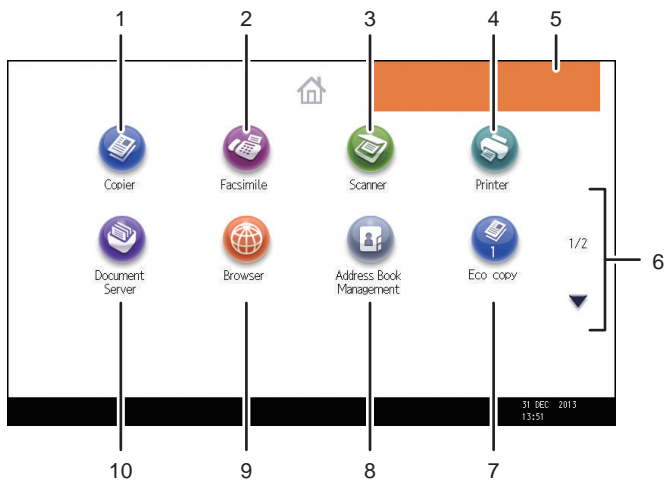 1 2 3 4 5
Copier Facsimile Scanner Printer
1/2
6
1
Document Server Browser Address Book Management Eco copy
31 DEC 2013
13:51
10 9 8 7